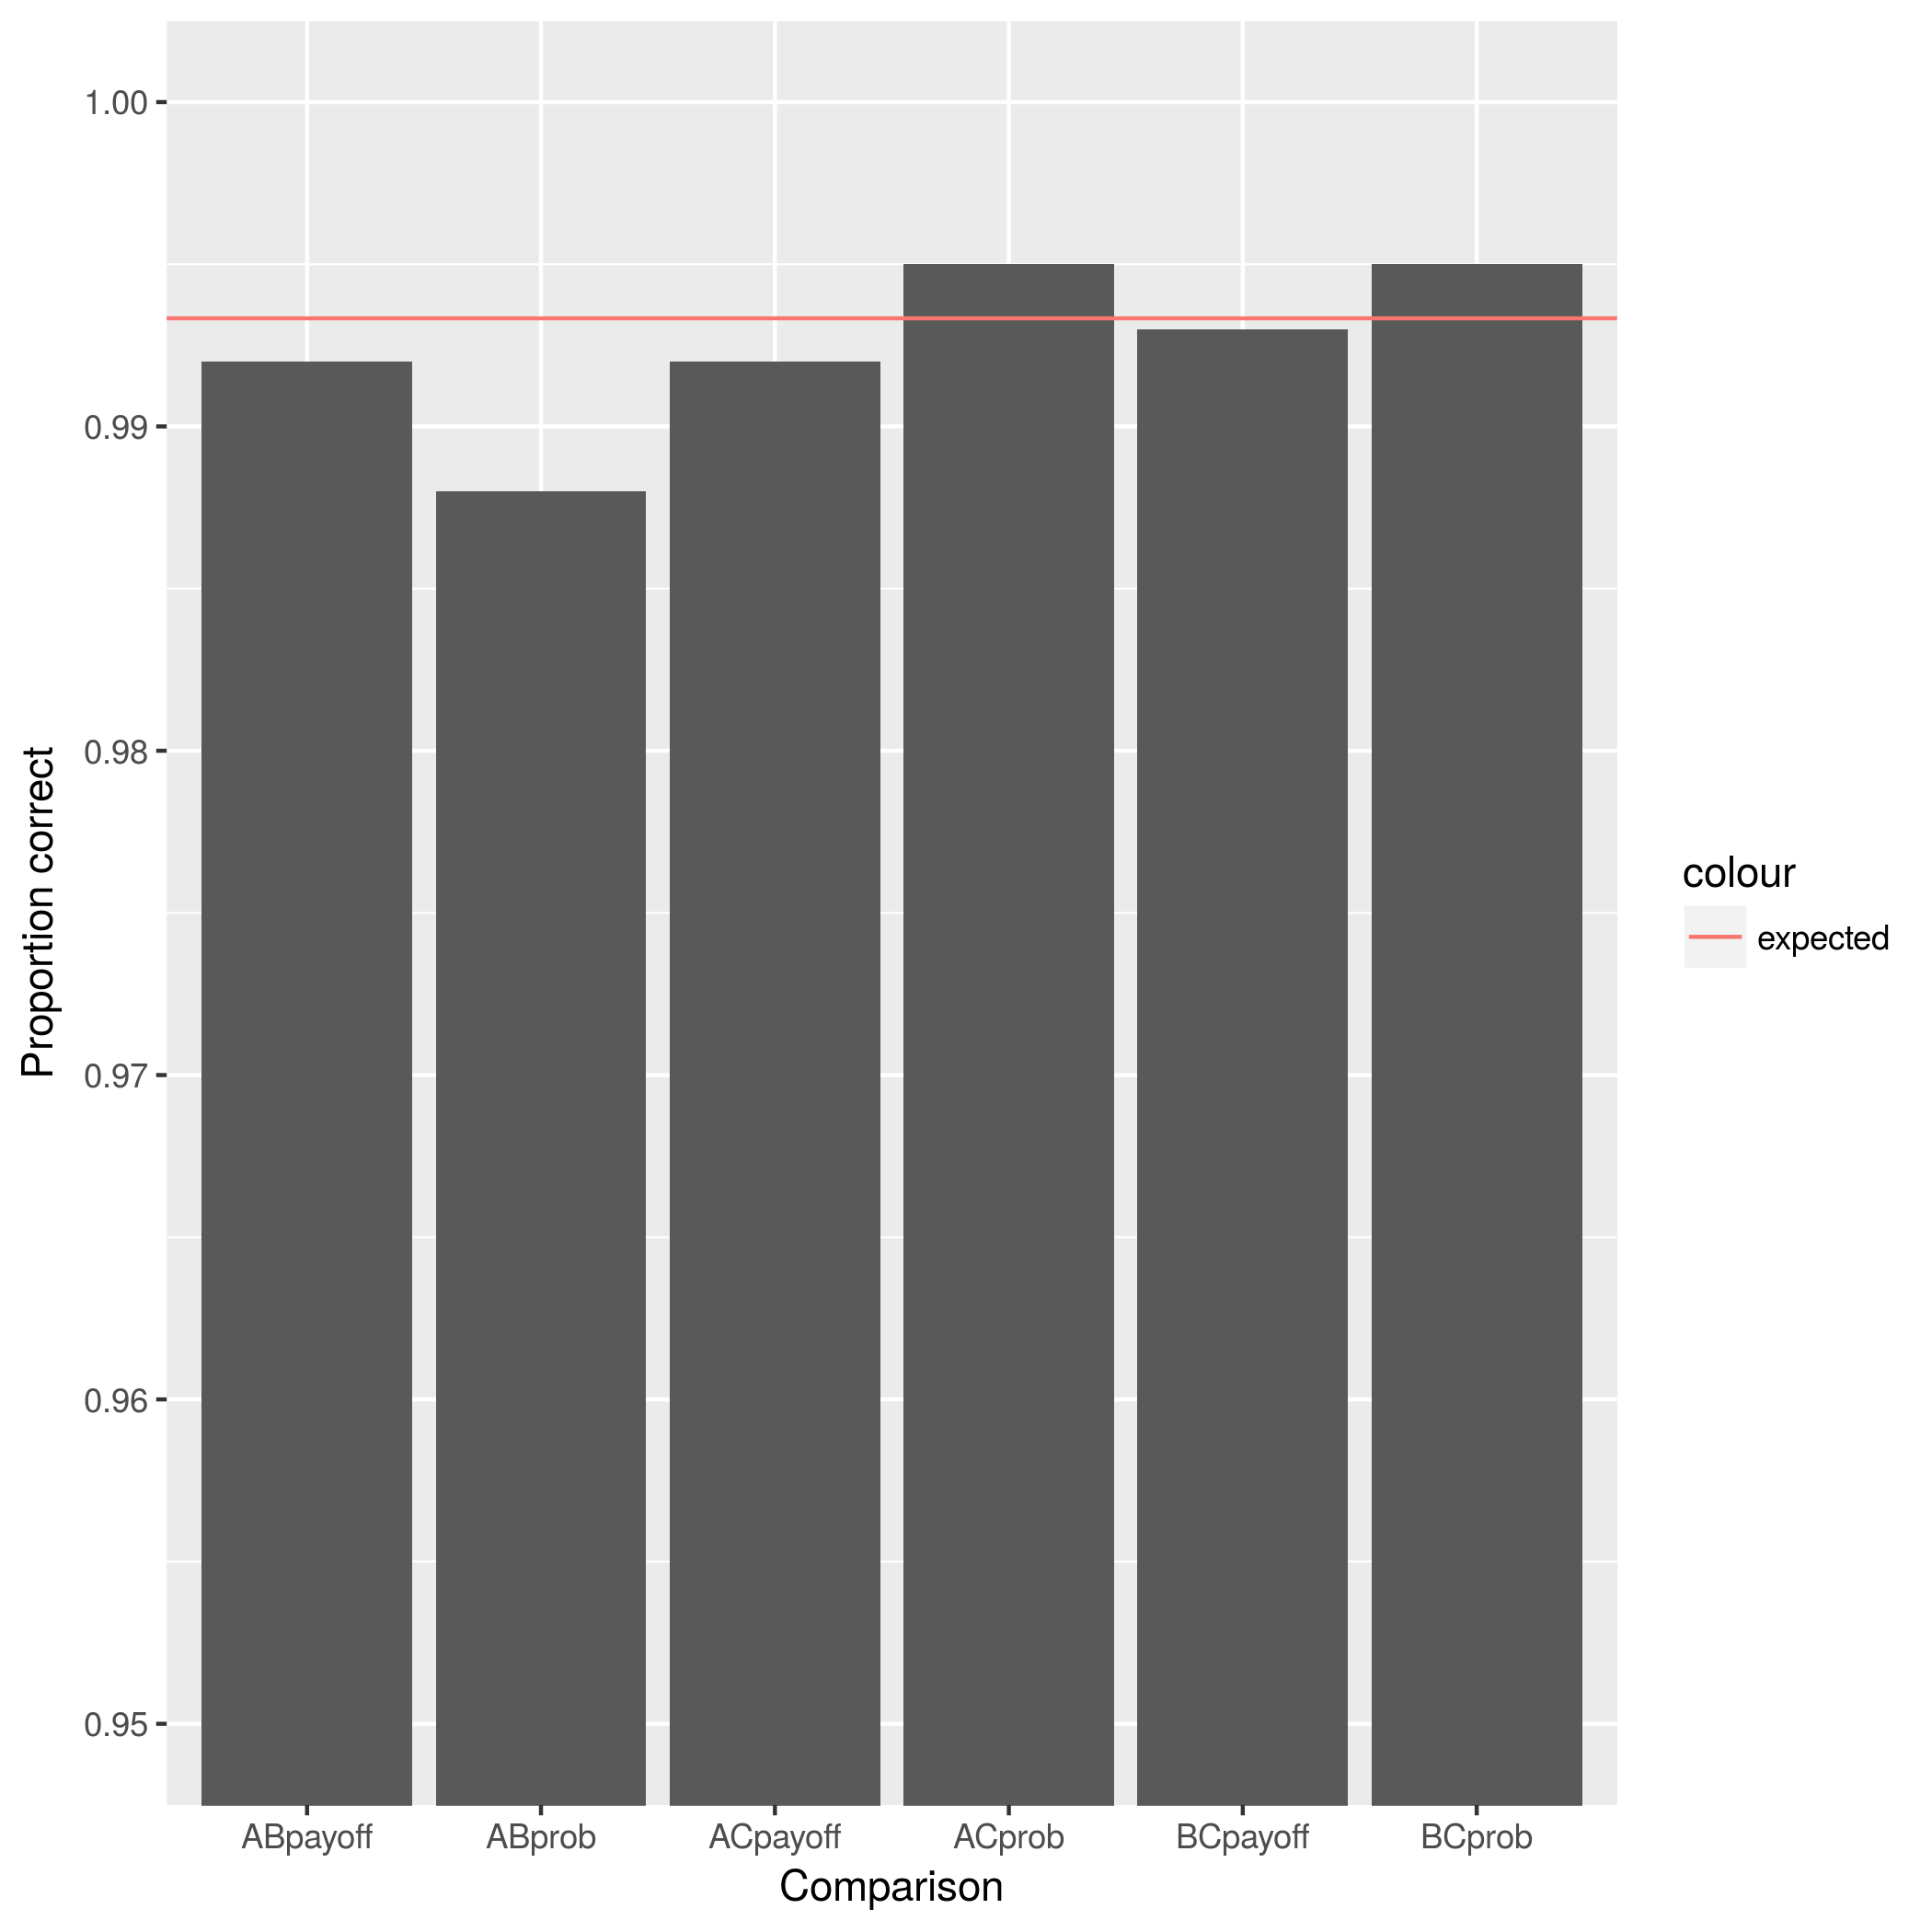 1.00
0.99
0.98
0.97
0.96
0.95
Proportion correct
ABpayoff ABprob ACpayoff ACprob BCpayoff BCprob
Comparison
colour
expected